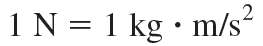 1 N = 1 kg · m/s²